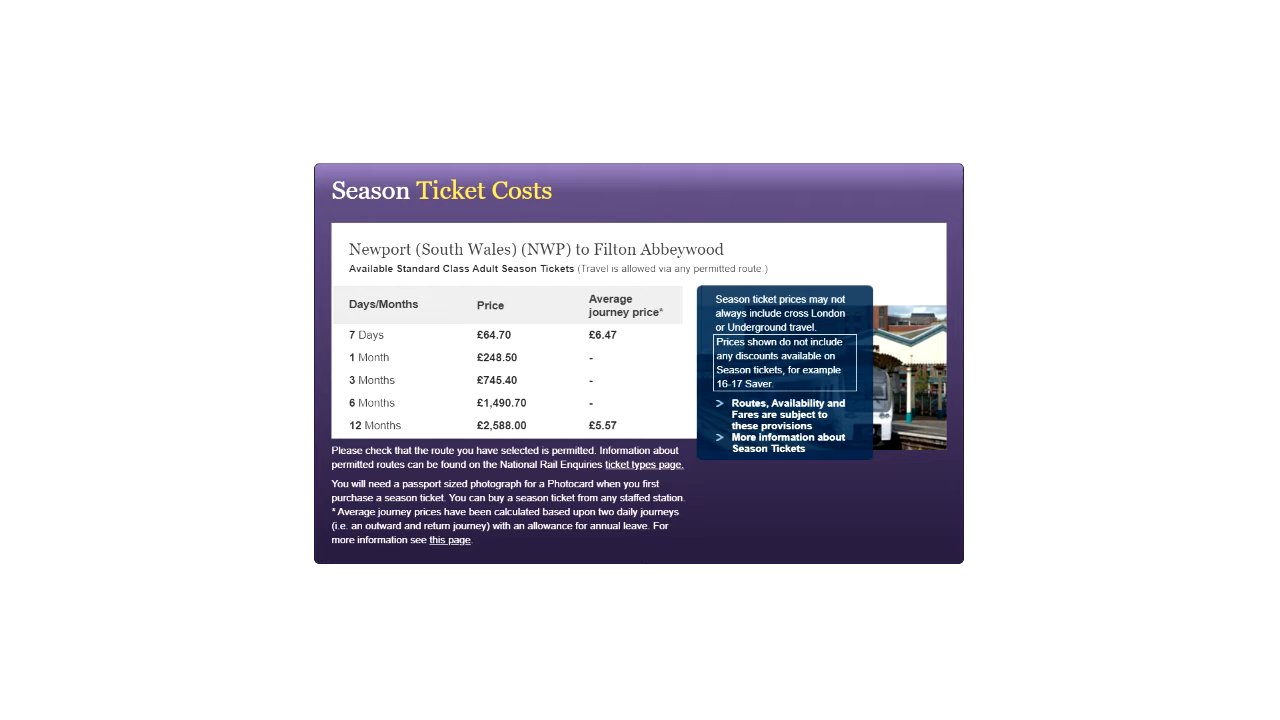 Season Ticket Costs
Newport (South Wales) (NWP) to Filton Abbeywood
Available Standard Class Adult Season Tickets (Travel is allowed via any permitted route.)
Days/Months Price Average journey price*
7 Days £64.70 £6.47
1 Month £248.50 -
3 Months £745.40 -
6 Months £1,490.70 -
12 Months £2,588.00 £5.57
Season ticket prices may not
always include cross London
or Underground travel.
Prices shown do not include
any discounts available on
Season tickets, for example
16-17 Saver.
Routes, Availability and
Fares are subject to
these provisions
More information about
Season Tickets
Please check that the route you have selected is permitted. Information about
permitted routes can be found on the National Rail Enquiries ticket types page.
You will need a passport sized photograph for a Photocard when you first
purchase a season ticket. You can buy a season ticket from any staffed station.
* Average journey prices have been calculated based upon two daily journeys
(i.e. an outward and return journey) with an allowance for annual leave. For
more information see this page.